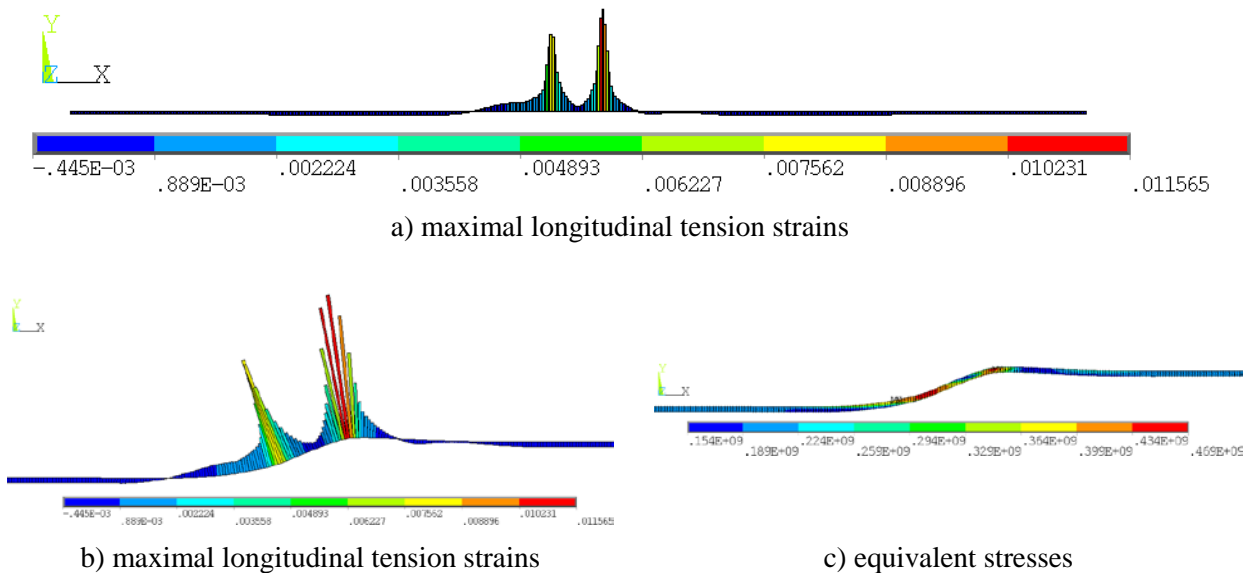 Y
Z X
-.445E-03 .002224 .004893 .007562 .010231
.889E-03 .003558 .006227 .008896 .011565
a) maximal longitudinal tension strains
Y
Z X
-.445E-03 .002224 .004893 .007562 .010231
.889E-03 .003558 .006227 .008896 .011565
b) maximal longitudinal tension strains
Y
Z X
MN
.154E+09 .224E+09 .294E+09 .364E+09 .434E+09
.189E+09 .259E+09 .329E+09 .399E+09 .469E+09
c) equivalent stresses